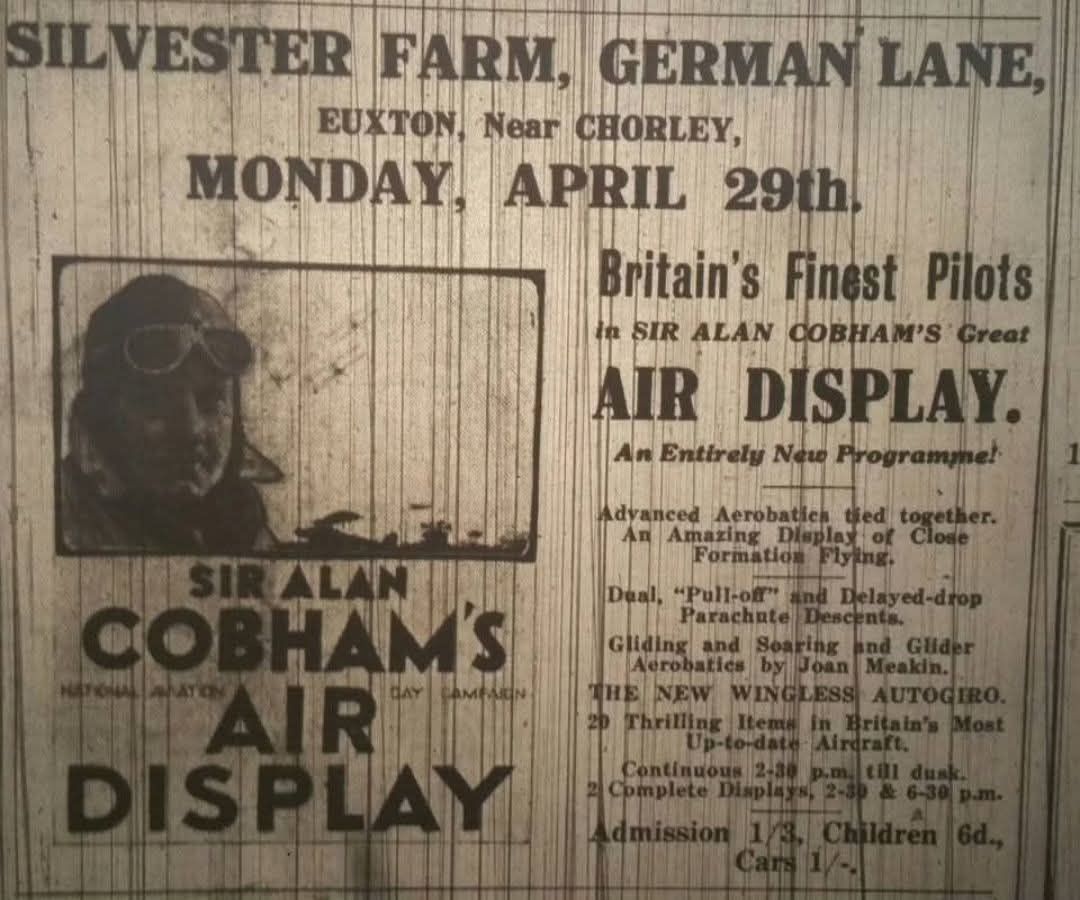 SILVESTER FARM, GERMAN LANE,
EUXTON, Near CHORLEY,
MONDAY, APRIL 29th.
SIR ALAN
COBHAM'S
NATIONAL AVIATION DAY CAMPAIGN
AIR
DISPLAY
Britain's Finest Pilots
in SIR ALAN COBHAM'S Great
AIR DISPLAY.
An Entirely New Programme!
Advanced Aerobatics tied together.
An Amazing Display of Close
Formation Flying.
Dual, "Pull-off" and Delayed-drop
Parachute Descents.
Gliding and Soaring and Glider
Aerobatics by Joan Meakin.
THE NEW WINGLESS AUTOGIRO.
20 Thrilling Items in Britain's Most
Up-to-date Aircraft.
Continuous 2-30 p.m. till dusk.
2 Complete Displays, 2-30 & 6-30 p.m.
Admission 1/3, Children 6d.,
Cars 1/-.
1